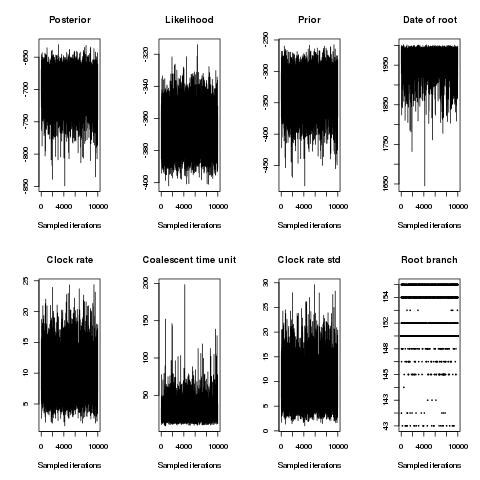 Posterior
-650
-700
-750
-800
-850
0 4000 10000
Sampled iterations
Likelihood
-320
-340
-360
-380
-400
0 4000 10000
Sampled iterations
Prior
-250
-300
-350
-400
-450
0 4000 10000
Sampled iterations
Date of root
1950
1850
1750
1650
0 4000 10000
Sampled iterations
Clock rate
25
20
15
10
5
0 4000 10000
Sampled iterations
Coalescent time unit
200
150
100
50
0 4000 10000
Sampled iterations
Clock rate std
30
25
20
15
10
5
0
0 4000 10000
Sampled iterations
Root branch
154
152
148
145
143
43
0 4000 10000
Sampled iterations